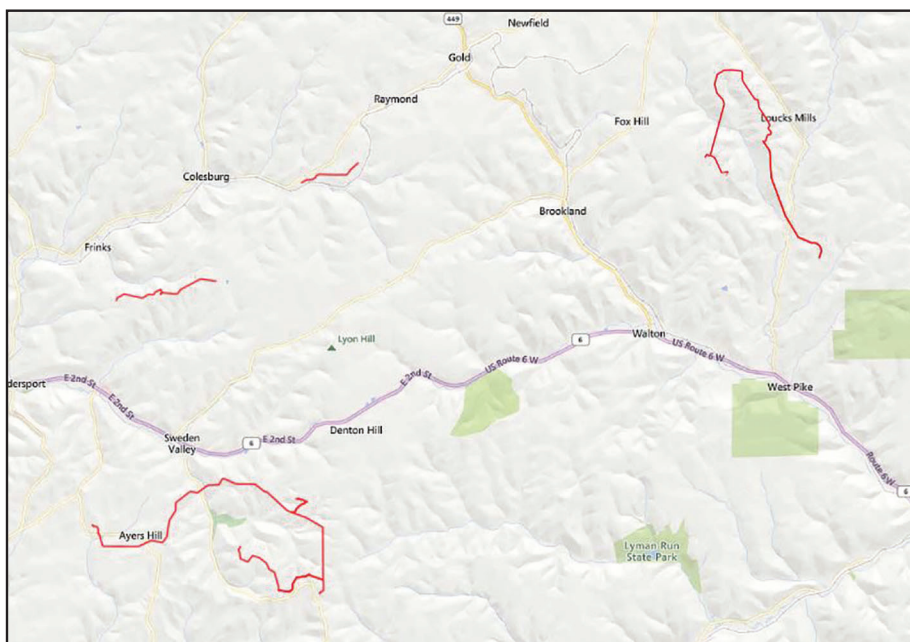 Newfield
449
Gold
Raymond
Fox Hill
Loucks Mills
Colesburg
Brookland
Frinks
Lyon Hill
6
Walton
US Route 6 W
US Route 6 W
E 2nd St
dersport
E 2nd St
E 2nd St
West Pike
Denton Hill
Sweden
Valley
6
E 2nd St
Route 6 W
6
Ayers Hill
Lyman Run
State Park